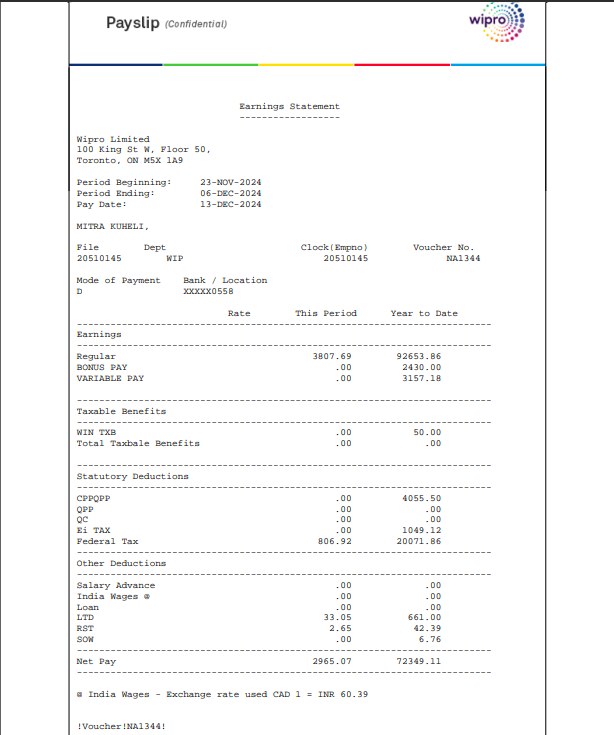 Payslip (Confidential)
wipro
Earnings Statement
-------------------
Wipro Limited
100 King St W, Floor 50,
Toronto, ON M5X 1A9
Period Beginning: 23-NOV-2024
Period Ending: 06-DEC-2024
Pay Date: 13-DEC-2024
MITRA KUHELI,
File Dept Clock(Empno) Voucher No.
20510145 WIP 20510145 NA1344
Mode of Payment Bank / Location
D XXXXX0558
Rate This Period Year to Date
Earnings
Regular 3807.69 92653.86
BONUS PAY .00 2430.00
VARIABLE PAY .00 3157.18
Taxable Benefits
WIN TXB .00 50.00
Total Taxbale Benefits .00 .00
Statutory Deductions
CPPQPP .00 4055.50
QPP .00 .00
QC .00 .00
Ei TAX .00 1049.12
Federal Tax 806.92 20071.86
Other Deductions
Salary Advance .00 .00
India Wages @ .00 .00
Loan .00 .00
LTD 33.05 661.00
RST 2.65 42.39
SOW .00 6.76
Net Pay 2965.07 72349.11
@ India Wages - Exchange rate used CAD 1 = INR 60.39
!Voucher!NA1344!